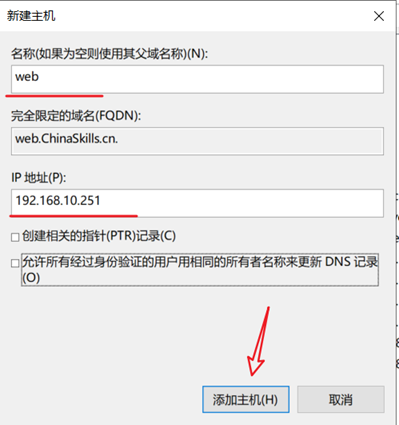 新建主机
名称(如果为空则使用其父域名称)(N):
web
完全限定的域名(FQDN):
web.ChinaSkills.cn.
IP 地址(P):
192.168.10.251
创建相关的指针(PTR)记录(C)
允许所有经过身份验证的用户用相同的所有者名称来更新 DNS 记录
(O)
添加主机(H)
取消